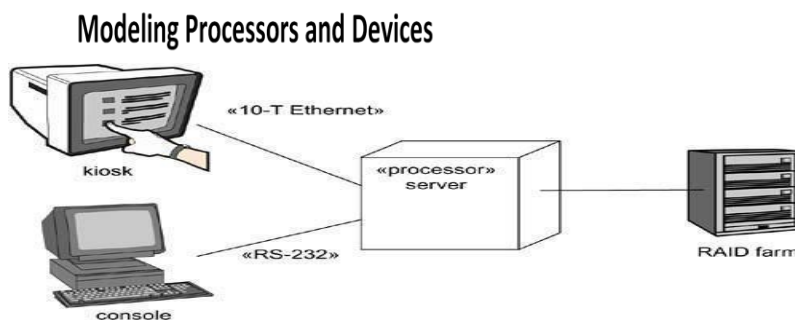 Modeling Processors and Devices
«10-T Ethernet»
kiosk
«processor»
server
RAID farm
«RS-232»
console